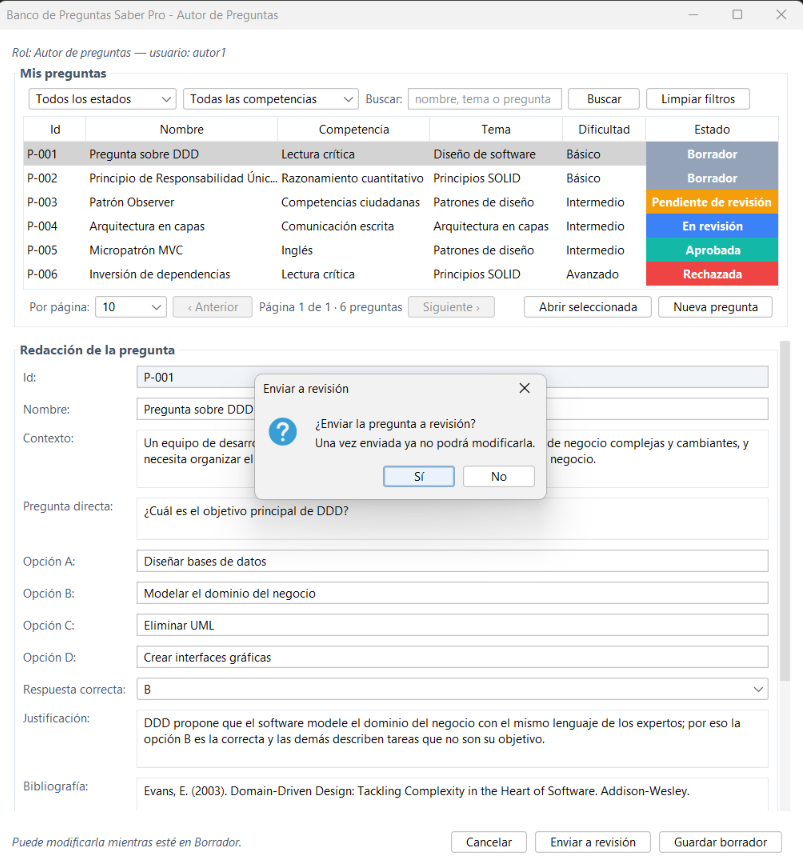 Banco de Preguntas Saber Pro - Autor de Preguntas
Rol: Autor de preguntas — usuario: autor1
Mis preguntas
Todos los estados Todas las competencias Buscar: nombre, tema o pregunta Buscar Limpiar filtros
Id Nombre Competencia Tema Dificultad Estado
P-001 Pregunta sobre DDD Lectura crítica Diseño de software Básico Borrador
P-002 Principio de Responsabilidad Únic... Razonamiento cuantitativo Principios SOLID Básico Borrador
P-003 Patrón Observer Competencias ciudadanas Patrones de diseño Intermedio Pendiente de revisión
P-004 Arquitectura en capas Comunicación escrita Arquitectura en capas Intermedio En revisión
P-005 Micropatrón MVC Inglés Patrones de diseño Intermedio Aprobada
P-006 Inversión de dependencias Lectura crítica Principios SOLID Avanzado Rechazada
Por página: 10 ‹ Anterior Página 1 de 1 · 6 preguntas Siguiente › Abrir seleccionada Nueva pregunta
Redacción de la pregunta
Id: P-001
Nombre: Pregunta sobre DDD
Contexto: Un equipo de desarro de negocio complejas y cambiantes, y
necesita organizar el negocio.
Enviar a revisión
¿Enviar la pregunta a revisión?
Una vez enviada ya no podrá modificarla.
Sí No
Pregunta directa: ¿Cuál es el objetivo principal de DDD?
Opción A: Diseñar bases de datos
Opción B: Modelar el dominio del negocio
Opción C: Eliminar UML
Opción D: Crear interfaces gráficas
Respuesta correcta: B
Justificación: DDD propone que el software modele el dominio del negocio con el mismo lenguaje de los expertos; por eso la
opción B es la correcta y las demás describen tareas que no son su objetivo.
Bibliografía: Evans, E. (2003). Domain-Driven Design: Tackling Complexity in the Heart of Software. Addison-Wesley.
Puede modificarla mientras esté en Borrador. Cancelar Enviar a revisión Guardar borrador